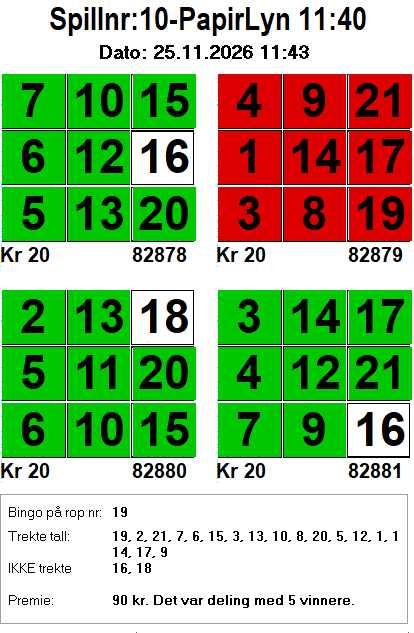 Spillnr:10-PapirLyn 11:40
Dato: 25.11.2026 11:43
7 10 15 4 9 21
6 12 16 1 14 17
5 13 20 3 8 19
Kr 20 82878 Kr 20 82879
2 13 18 3 14 17
5 11 20 4 12 21
6 10 15 7 9 16
Kr 20 82880 Kr 20 82881
Bingo på rop nr: 19
Trekte tall: 19, 2, 21, 7, 6, 15, 3, 13, 10, 8, 20, 5, 12, 1, 1
14, 17, 9
IKKE trekte 16, 18
Premie: 90 kr. Det var deling med 5 vinnere.